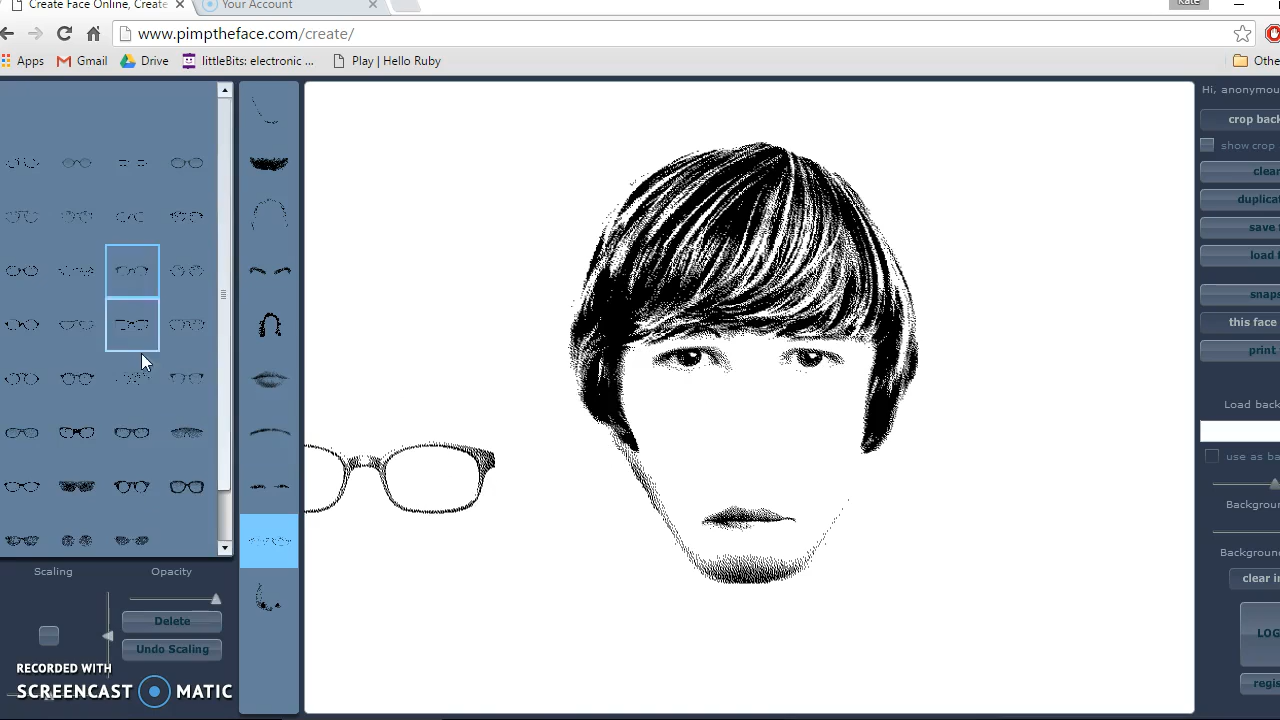 Create Face Online, Create
Your Account
Kate
www.pimptheface.com/create/
Apps
Gmail
Drive
littleBits: electronic ...
Play | Hello Ruby
Othe
Hi, anonymou
crop back
show crop
clear
duplicat
save f
load f
snaps
this face
print
Load back
use as ba
Backgroun
Background
clear in
LOG
regis
Scaling
Opacity
Delete
Undo Scaling
RECORDED WITH
SCREENCAST MATIC